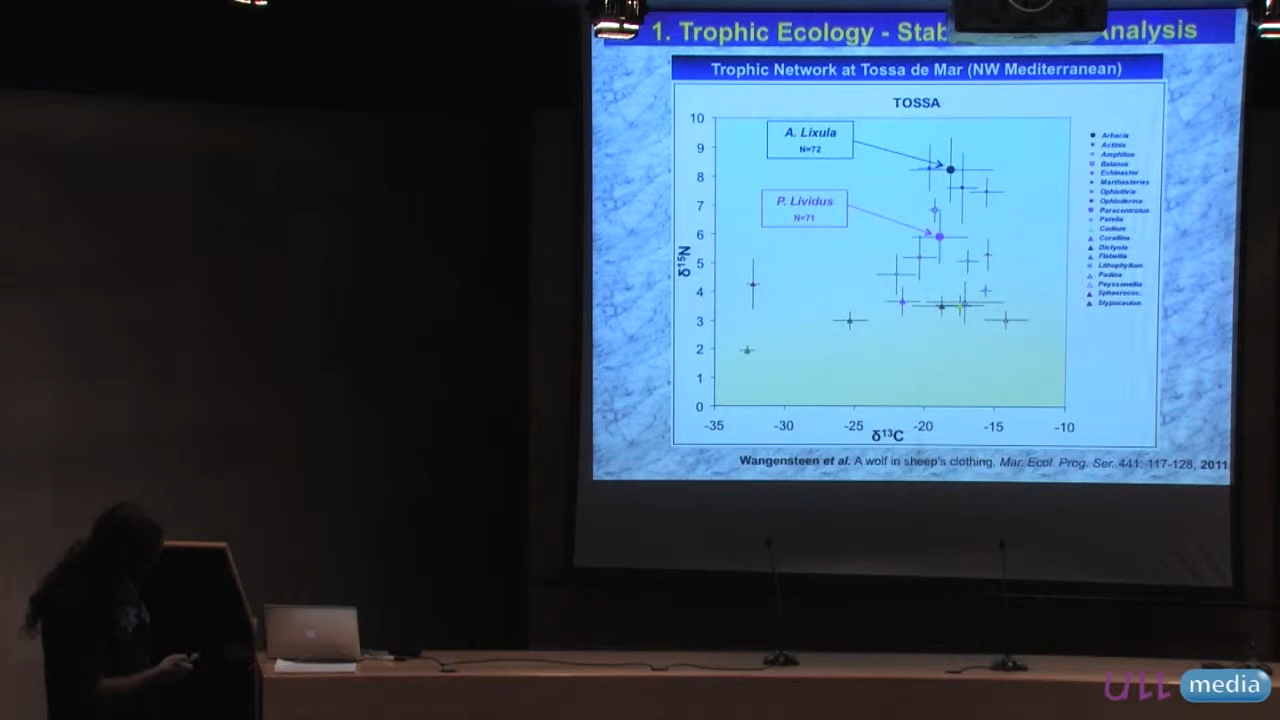 1. Trophic Ecology - Stab nalysis
Trophic Network at Tossa de Mar (NW Mediterranean)
TOSSA
10
9
8
7
6
5
4
3
2
1
0
δ15N
A. Lixula
N=72
P. Lividus
N=71
-35 -30 -25 -20 -15 -10
δ13C
Arbacia
Actinia
Amphiloe
Balanus
Echinaster
Marthasterias
Ophiothrix
Ophioderma
Paracentrotus
Patella
Codium
Corallina
Dictyota
Flabellia
Lithophyllum
Padina
Peyssonellia
Sphaerococ.
Stypocaulon
Wangensteen et al. A wolf in sheep's clothing. Mar. Ecol. Prog. Ser. 441: 117-128, 2011
ULL media